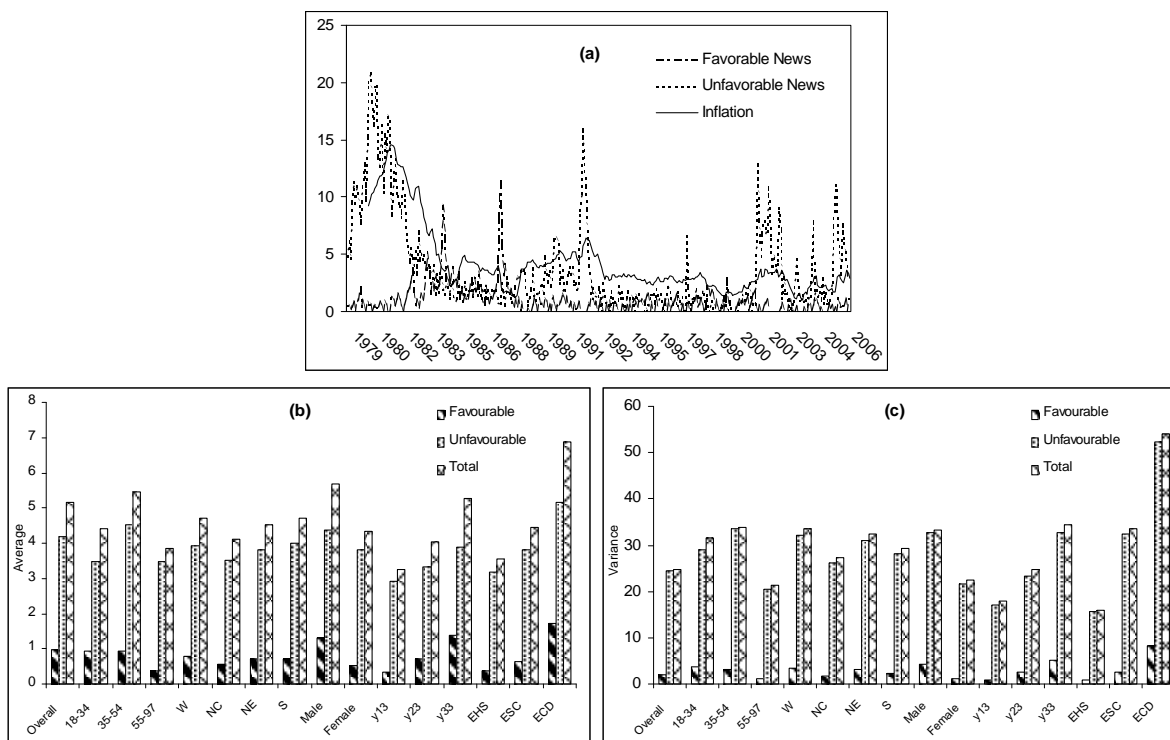 25
20
15
10
5
0
(a)
Favorable News
Unfavorable News
Inflation
1979
1980
1982
1983
1985
1986
1988
1989
1991
1992
1994
1995
1997
1998
2000
2001
2003
2004
2006
8
7
6
5
4
3
2
1
0
Average
(b)
Favourable
Unfavourable
Total
Overall
18-34
35-54
55-97
W
NC
NE
S
Male
Female
y13
y23
y33
EHS
ESC
ECD
60
50
40
30
20
10
0
Variance
(c)
Favourable
Unfavourable
Total
Overall
18-34
35-54
55-97
W
NC
NE
S
Male
Female
y13
y23
y33
EHS
ESC
ECD